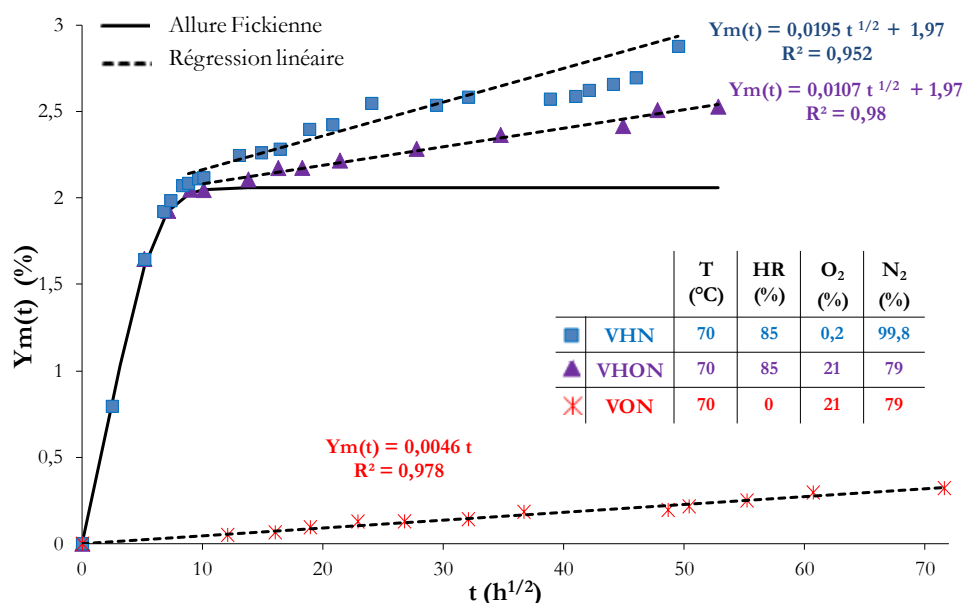 3
2,5
2
1,5
1
0,5
0
Ym(t) (%)
Allure Fickienne
Régression linéaire
Ym(t) = 0,0195 t ^1/2 + 1,97
R² = 0,952
Ym(t) = 0,0107 t ^1/2 + 1,97
R² = 0,98
T HR O₂ N₂
(°C) (%) (%) (%)
VHN 70 85 0,2 99,8
VHON 70 85 21 79
VON 70 0 21 79
Ym(t) = 0,0046 t
R² = 0,978
0 10 20 30 40 50 60 70
t (h^1/2)